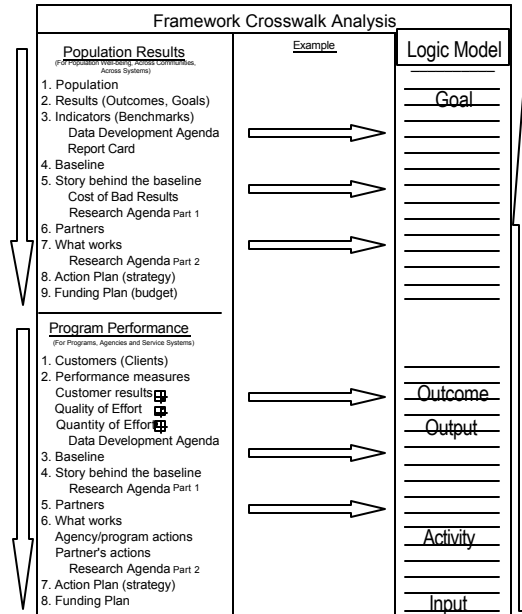 Framework Crosswalk Analysis
Population Results
(For Population Well-being, Across Communities,
Across Systems)
1. Population
2. Results (Outcomes, Goals)
3. Indicators (Benchmarks)
Data Development Agenda
Report Card
4. Baseline
5. Story behind the baseline
Cost of Bad Results
Research Agenda Part 1
6. Partners
7. What works
Research Agenda Part 2
8. Action Plan (strategy)
9. Funding Plan (budget)
Program Performance
(For Programs, Agencies and Service Systems)
1. Customers (Clients)
2. Performance measures
Customer results
Quality of Effort
Quantity of Effort
Data Development Agenda
3. Baseline
4. Story behind the baseline
Research Agenda Part 1
5. Partners
6. What works
Agency/program actions
Partner's actions
Research Agenda Part 2
7. Action Plan (strategy)
8. Funding Plan
Example
Logic Model
Goal
Outcome
Output
Activity
Input